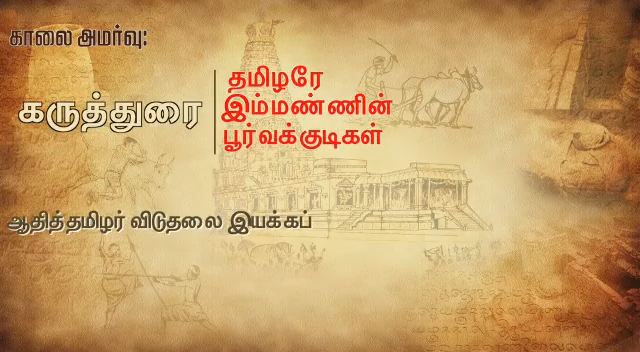 காலை அமர்வு:
கருத்துரை
தமிழரே
இம்மண்ணின்
பூர்வக்குடிகள்
ஆதித்தமிழர் விடுதலை இயக்கப்